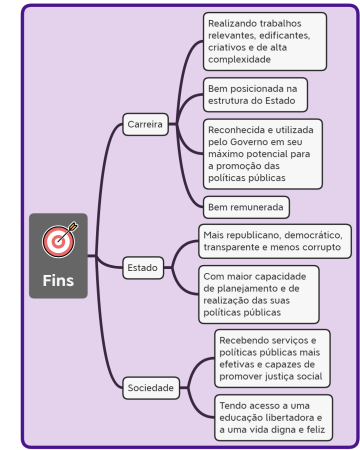 Fins
Carreira
Realizando trabalhos
relevantes, edificantes,
criativos e de alta
complexidade
Bem posicionada na
estrutura do Estado
Reconhecida e utilizada
pelo Governo em seu
máximo potencial para
a promoção das
políticas públicas
Bem remunerada
Estado
Mais republicano, democrático,
transparente e menos corrupto
Com maior capacidade
de planejamento e de
realização das suas
políticas públicas
Sociedade
Recebendo serviços e
políticas públicas mais
efetivas e capazes de
promover justiça social
Tendo acesso a uma
educação libertadora e
a uma vida digna e feliz